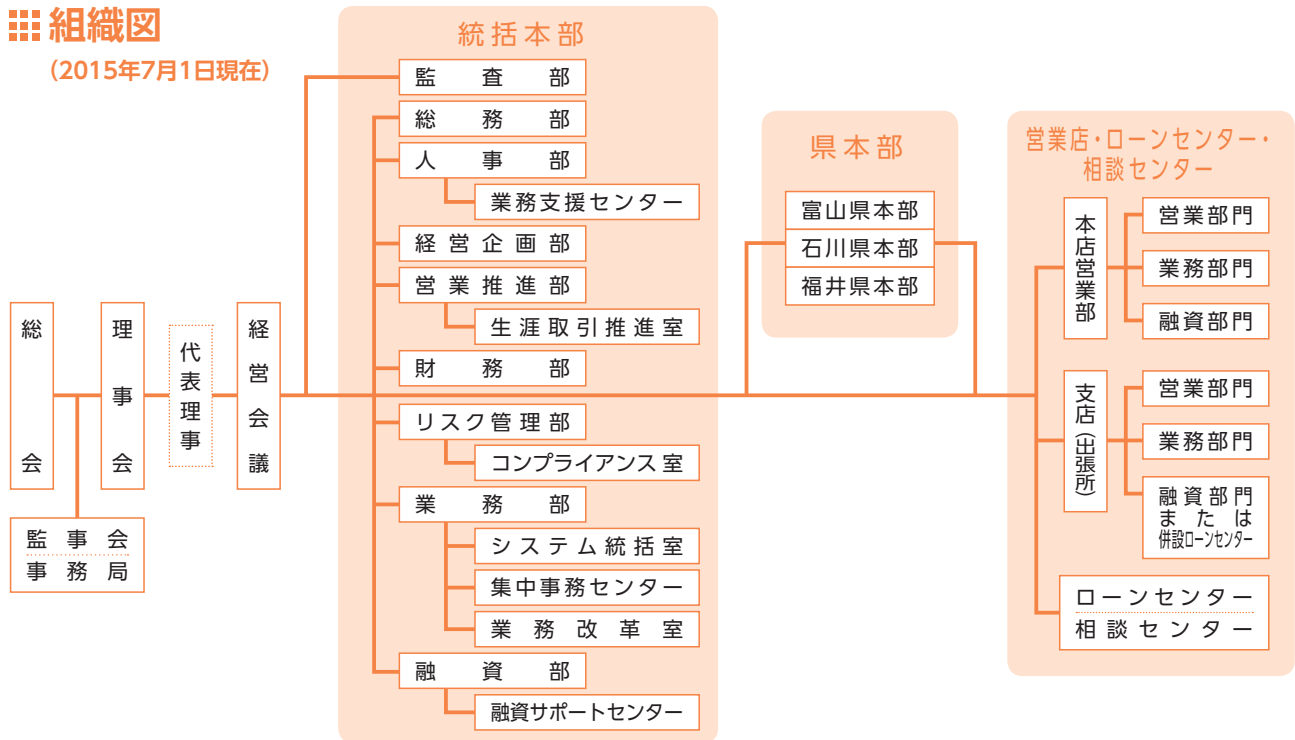 組織図
(2015年7月1日現在)
総会
監事会
事務局
理事会
代表理事
経営会議
統括本部
監査部
総務部
人事部
業務支援センター
経営企画部
営業推進部
生涯取引推進室
財務部
リスク管理部
コンプライアンス室
業務部
システム統括室
集中事務センター
業務改革室
融資部
融資サポートセンター
県本部
富山県本部
石川県本部
福井県本部
営業店・ローンセンター・
相談センター
本店営業部
営業部門
業務部門
融資部門
支店(出張所)
営業部門
業務部門
融資部門
または
併設ローンセンター
ローンセンター
相談センター